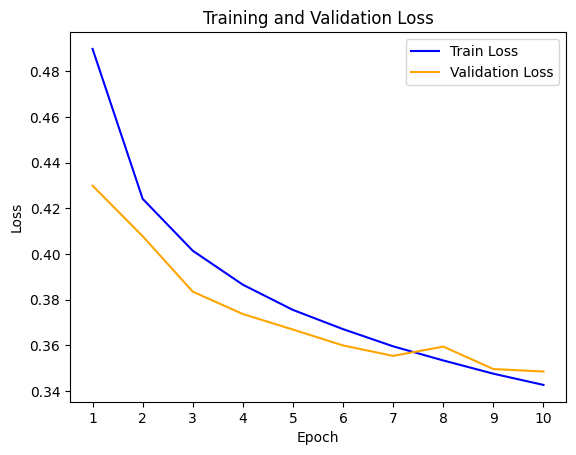 Training and Validation Loss
Train Loss
Validation Loss
0.48
0.46
0.44
0.42
0.40
0.38
0.36
0.34
Loss
1 2 3 4 5 6 7 8 9 10
Epoch